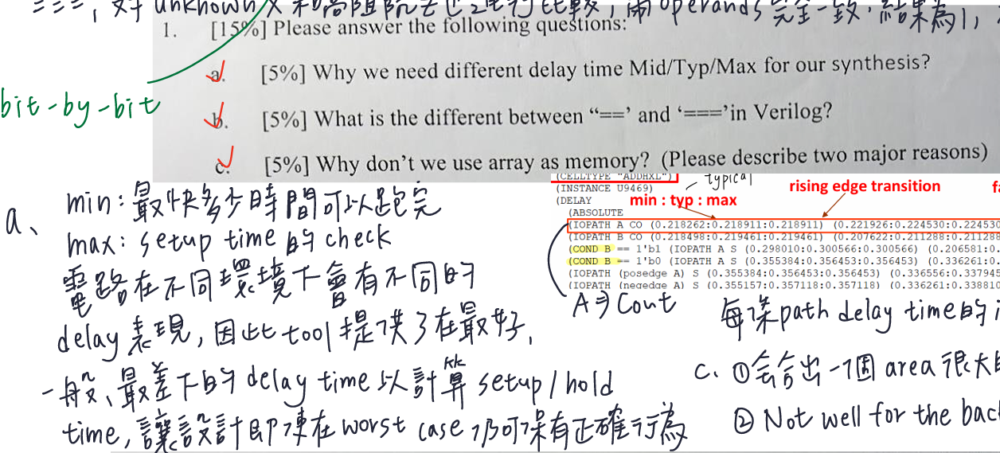 ===, 對 unknown X 和高阻阬 也 進行比較, 兩 operands 完全一致, 結果為1,
1. [15%] Please answer the following questions:
a. [5%] Why we need different delay time Mid/Typ/Max for our synthesis?
bit-by-bit
b. [5%] What is the different between “==’ and ‘===’in Verilog?
c. [5%] Why don’t we use array as memory? (Please describe two major reasons)
(CELLTYPE "ADDHXL")
(INSTANCE U9469) typical
(DELAY min : typ : max rising edge transition
(ABSOLUTE
(IOPATH A CO (0.218262:0.218911:0.218911) (0.221926:0.224530:0.224530
(IOPATH B CO (0.218498:0.219461:0.219461) (0.207622:0.211288:0.211288
(COND B == 1'b1 (IOPATH A S (0.298010:0.300566:0.300566) (0.206581:0.
(COND B == 1'b0 (IOPATH A S (0.355384:0.356453:0.356453) (0.336261:0.
(IOPATH (posedge A) S (0.355384:0.356453:0.356453) (0.336556:0.337945
(IOPATH (negedge A) S (0.355157:0.357118:0.357118) (0.336261:0.338810
A⇒Cout
每條path delay time的
a、
min:最快多少時間可以跑完
max: setup time 的 check
電路在不同環境下會有不同的
delay 表現, 因此 tool 提供了在最好、
一般、最差下的 delay time 以計算 setup/hold
time, 讓設計即使在 worst case 仍可保有正確行為
c. ①会合出一個 area 很大
② Not well for the bac